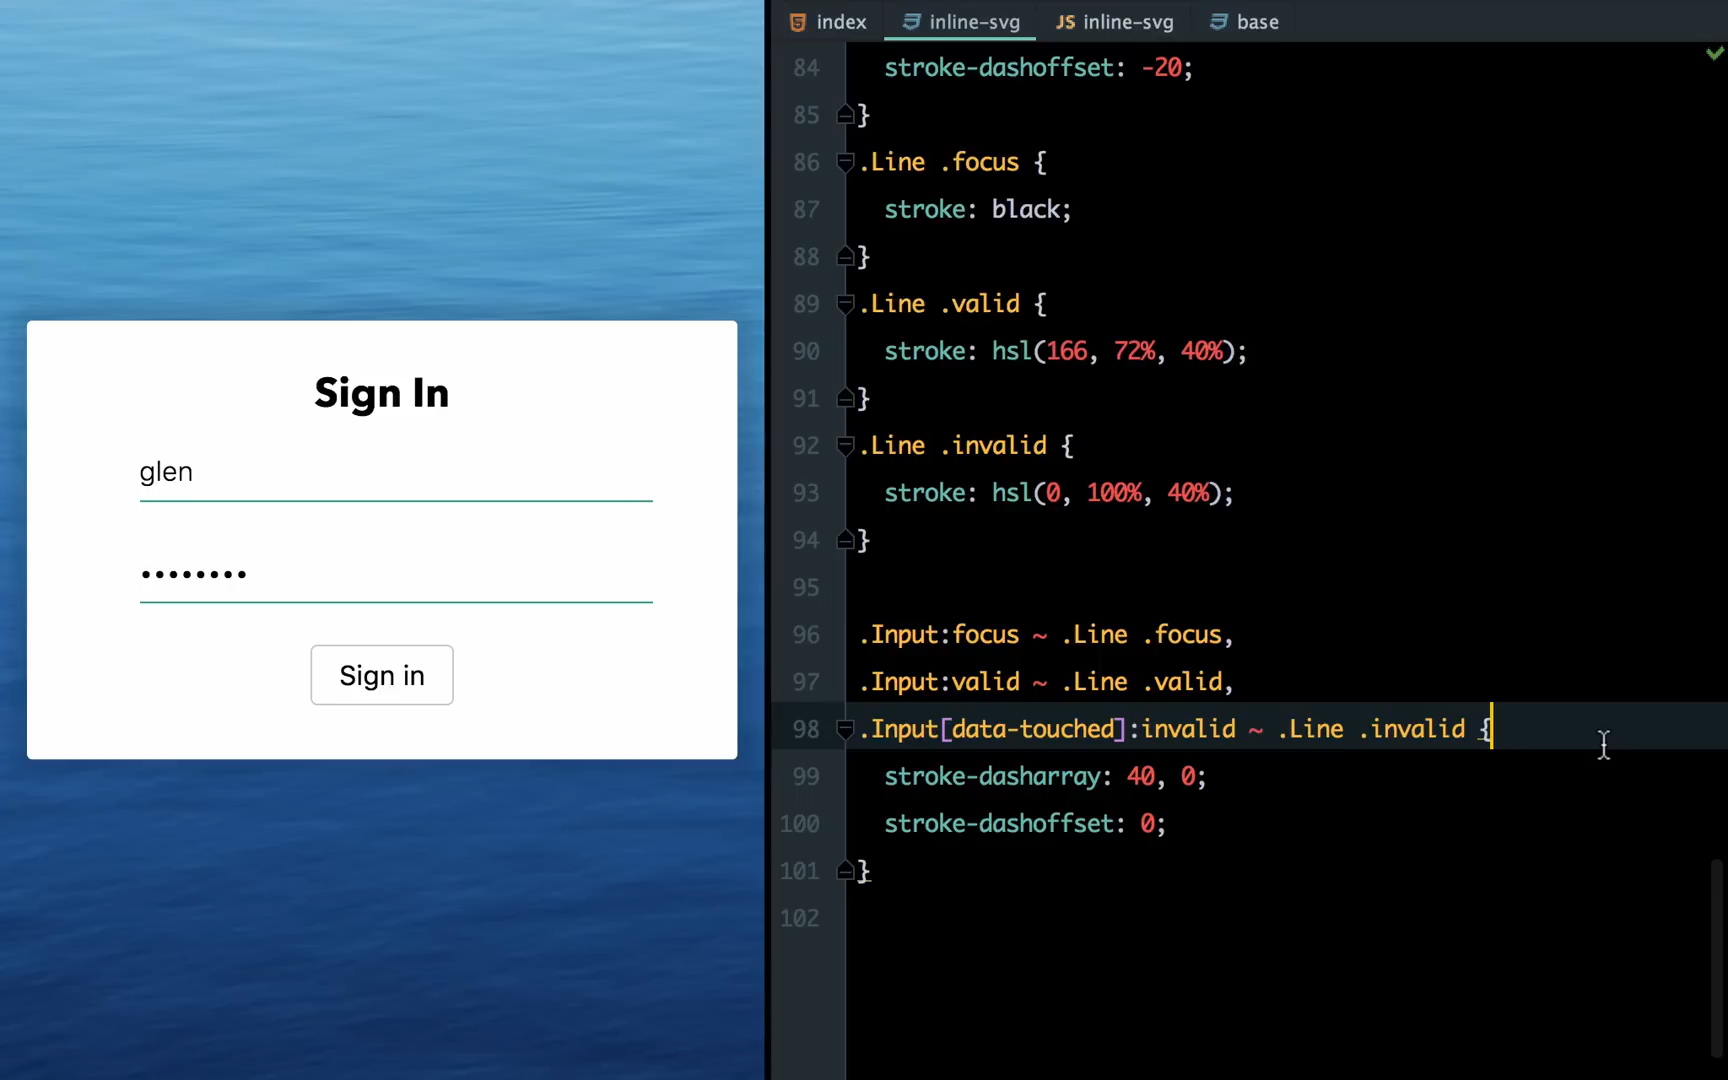 Sign In
glen
••••••••
Sign in
index
inline-svg
JS inline-svg
base
84 stroke-dashoffset: -20;
85 }
86 .Line .focus {
87 stroke: black;
88 }
89 .Line .valid {
90 stroke: hsl(166, 72%, 40%);
91 }
92 .Line .invalid {
93 stroke: hsl(0, 100%, 40%);
94 }
95
96 .Input:focus ~ .Line .focus,
97 .Input:valid ~ .Line .valid,
98 .Input[data-touched]:invalid ~ .Line .invalid {
99 stroke-dasharray: 40, 0;
100 stroke-dashoffset: 0;
101 }
102